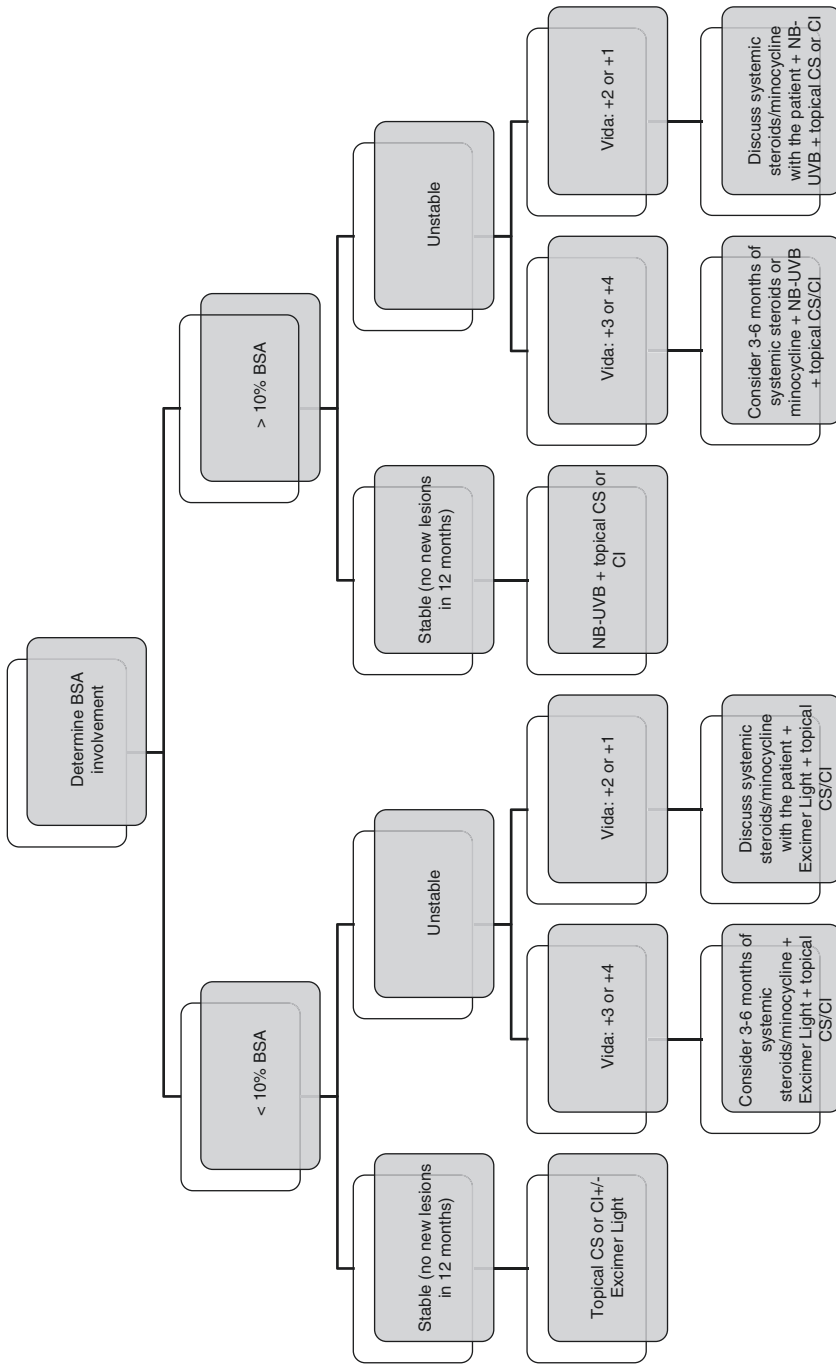 Determine BSA
involvement
< 10% BSA
> 10% BSA
Stable (no new lesions
in 12 months)
Unstable
Stable (no new lesions
in 12 months)
Unstable
Topical CS or CI+/-
Excimer Light
Vida: +3 or +4
Vida: +2 or +1
NB-UVB + topical CS or
CI
Vida: +3 or +4
Vida: +2 or +1
Consider 3-6 months of
systemic
steroids/minocycline +
Excimer Light + topical
CS/CI
Discuss systemic
steroids/minocycline
with the patient +
Excimer Light + topical
CS/CI
Consider 3-6 months of
systemic steroids or
minocycline + NB-UVB
+ topical CS/CI
Discuss systemic
steroids/minocycline
with the patient + NB-
UVB + topical CS or CI